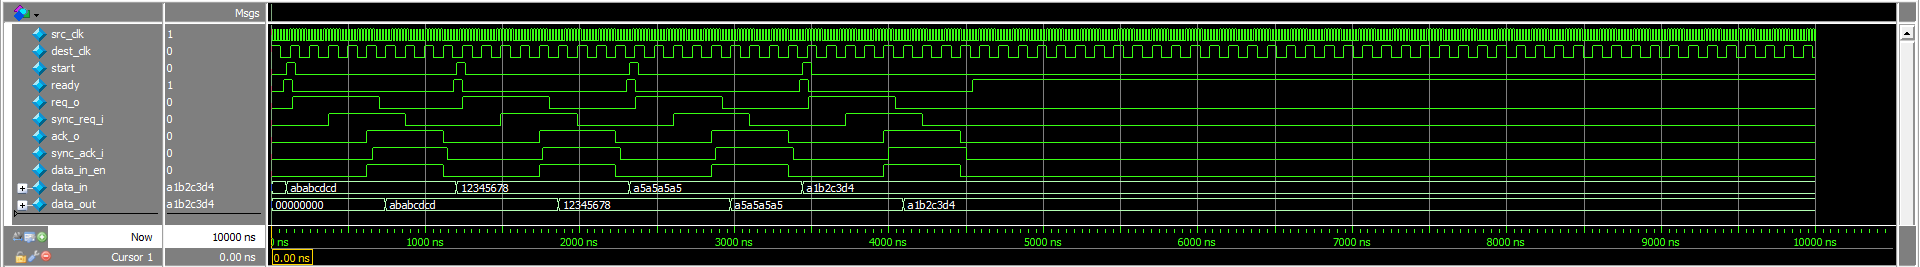 Msgs
src_clk 1
dest_clk 0
start 0
ready 1
req_o 0
sync_req_i 0
ack_o 0
sync_ack_i 0
data_in_en 0
data_in a1b2c3d4 ababcdcd 12345678 a5a5a5a5 a1b2c3d4
data_out a1b2c3d4 00000000 ababcdcd 12345678 a5a5a5a5 a1b2c3d4
Now 10000 ns ns 1000 ns 2000 ns 3000 ns 4000 ns 5000 ns 6000 ns 7000 ns 8000 ns 9000 ns 10000 ns
Cursor 1 0.00 ns 0.00 ns